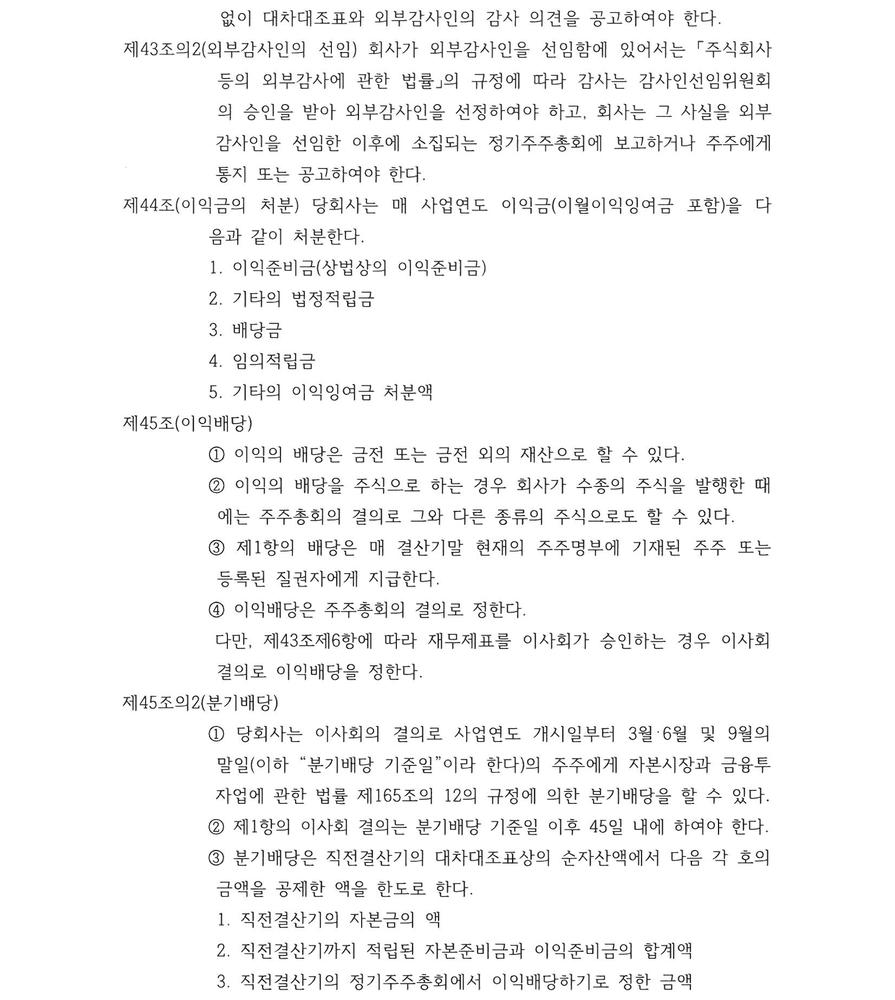 없이 대차대조표와 외부감사인의 감사 의견을 공고하여야 한다.
제43조의2(외부감사인의 선임) 회사가 외부감사인을 선임함에 있어서는 「주식회사
등의 외부감사에 관한 법률」의 규정에 따라 감사는 감사인선임위원회
의 승인을 받아 외부감사인을 선정하여야 하고, 회사는 그 사실을 외부
감사인을 선임한 이후에 소집되는 정기주주총회에 보고하거나 주주에게
통지 또는 공고하여야 한다.
제44조(이익금의 처분) 당회사는 매 사업연도 이익금(이월이익잉여금 포함)을 다
음과 같이 처분한다.
1. 이익준비금(상법상의 이익준비금)
2. 기타의 법정적립금
3. 배당금
4. 임의적립금
5. 기타의 이익잉여금 처분액
제45조(이익배당)
① 이익의 배당은 금전 또는 금전 외의 재산으로 할 수 있다.
② 이익의 배당을 주식으로 하는 경우 회사가 수종의 주식을 발행한 때
에는 주주총회의 결의로 그와 다른 종류의 주식으로도 할 수 있다.
③ 제1항의 배당은 매 결산기말 현재의 주주명부에 기재된 주주 또는
등록된 질권자에게 지급한다.
④ 이익배당은 주주총회의 결의로 정한다.
다만, 제43조제6항에 따라 재무제표를 이사회가 승인하는 경우 이사회
결의로 이익배당을 정한다.
제45조의2(분기배당)
① 당회사는 이사회의 결의로 사업연도 개시일부터 3월·6월 및 9월의
말일(이하 “분기배당 기준일”이라 한다)의 주주에게 자본시장과 금융투
자업에 관한 법률 제165조의 12의 규정에 의한 분기배당을 할 수 있다.
② 제1항의 이사회 결의는 분기배당 기준일 이후 45일 내에 하여야 한다.
③ 분기배당은 직전결산기의 대차대조표상의 순자산액에서 다음 각 호의
금액을 공제한 액을 한도로 한다.
1. 직전결산기의 자본금의 액
2. 직전결산기까지 적립된 자본준비금과 이익준비금의 합계액
3. 직전결산기의 정기주주총회에서 이익배당하기로 정한 금액